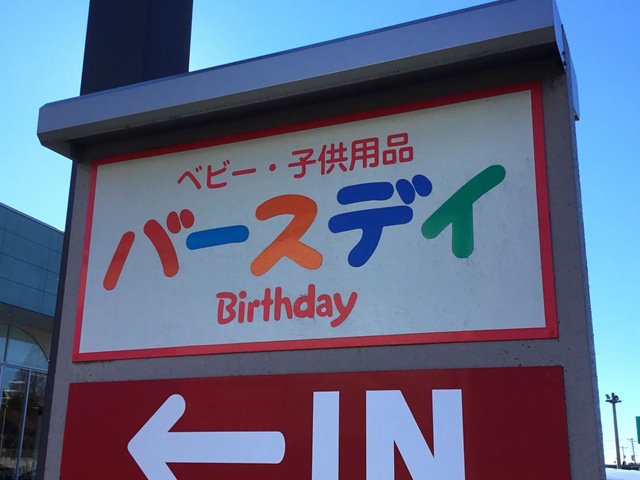 ベビー・子供用品
バースデイ
Birthday
← IN